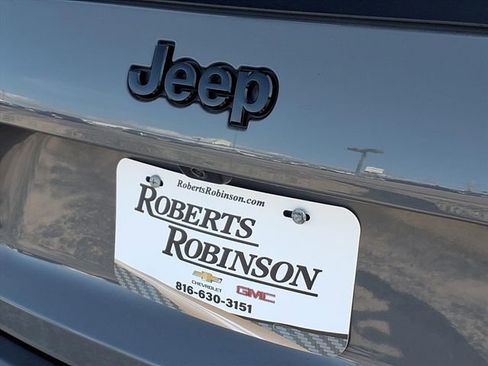 Jeep
RobertsRobinson.com
ROBERTS
ROBINSON
CHEVROLET GMC
816-630-3151